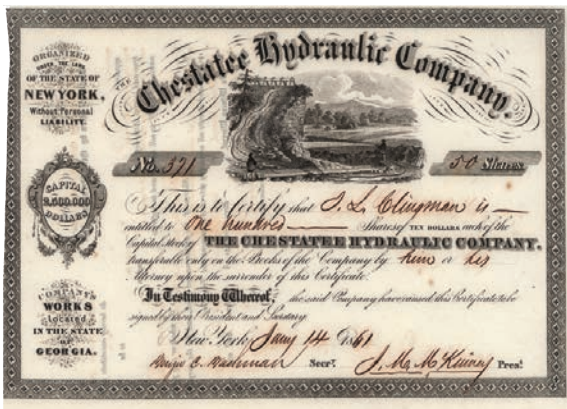 ORGANIZED
UNDER THE LAWS
OF THE STATE OF
NEW YORK,
Without Personal
LIABILITY.
THE
Chestatee Hydraulic Company.
No. 371
50 Shares
CAPITAL
2,500,000
DOLLARS
This is to Certify that T. L. Clingman is
entitled to One hundred Shares of TEN DOLLARS each of the
Capital Stock of THE CHESTATEE HYDRAULIC COMPANY.
transferable only on the Books of the Company by him or his
Attorney upon the surrender of this Certificate.
In Testimony Whereof, the said Company have caused this Certificate to be
signed by their President and Secretary
New York Jany 14 1861
Secry. J. M. McKinney Prest.
COMPANY'S
WORKS
Located
IN THE STATE
OF
GEORGIA.